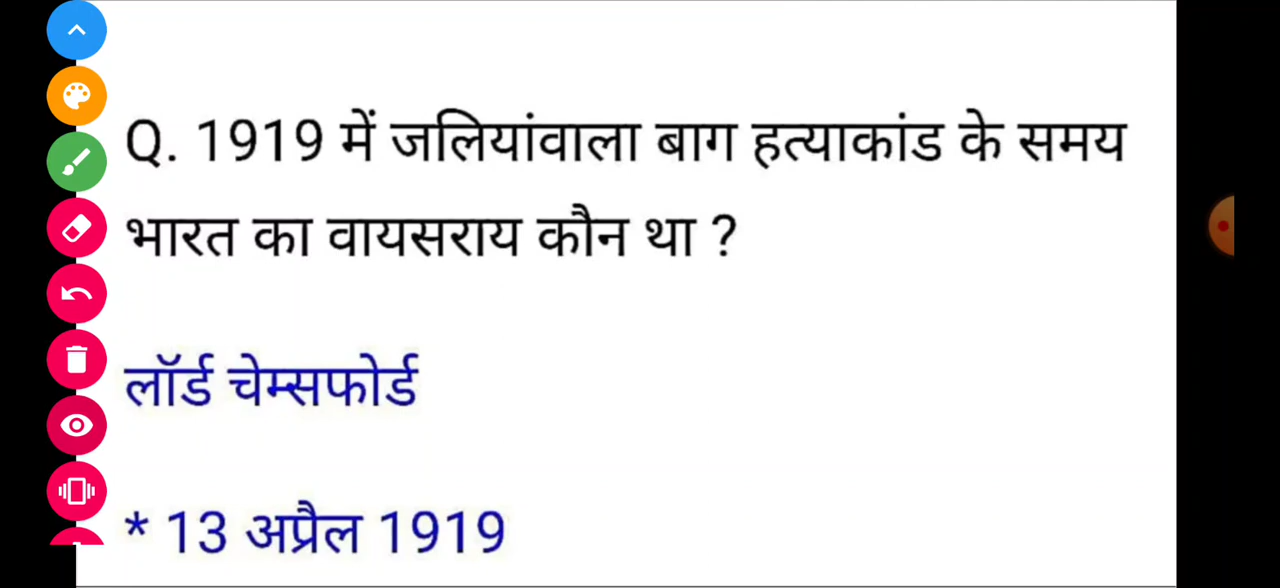 Q. 1919 में जलियांवाला बाग हत्याकांड के समय
भारत का वायसराय कौन था ?
लॉर्ड चेम्सफोर्ड
* 13 अप्रैल 1919